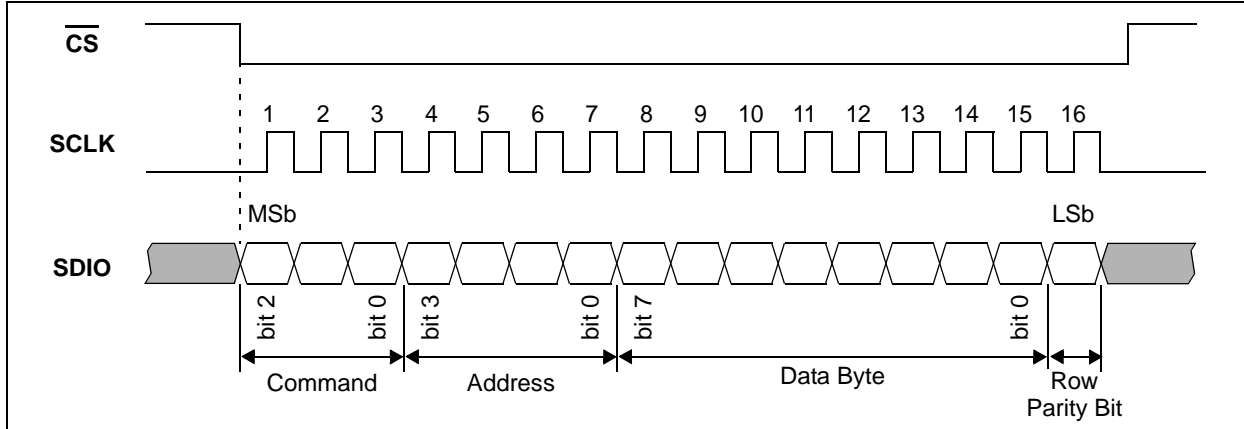 CS
1 2 3 4 5 6 7 8 9 10 11 12 13 14 15 16
SCLK
MSb LSb
SDIO
bit 2 bit 0 bit 3 bit 0 bit 7 bit 0
Command Address Data Byte Row
Parity Bit